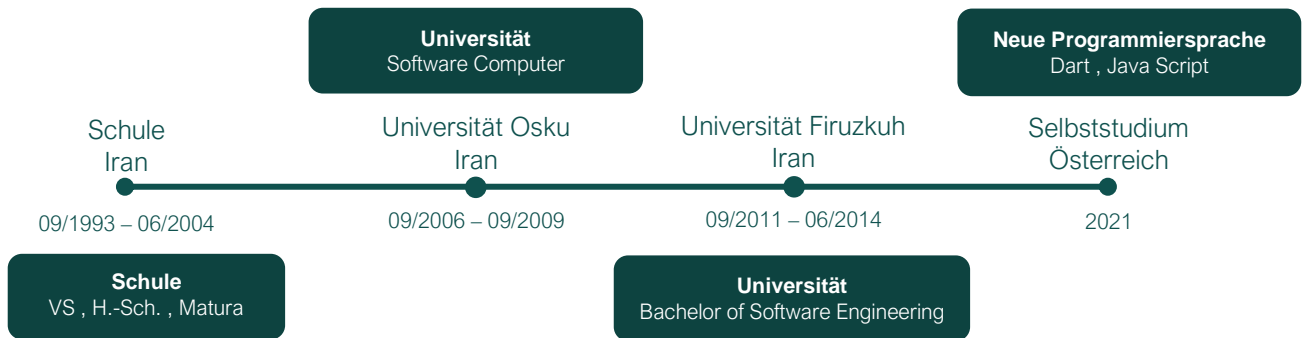 Universität
Software Computer
Neue Programmiersprache
Dart , Java Script
Schule
Iran
Universität Osku
Iran
Universität Firuzkuh
Iran
Selbststudium
Österreich
09/1993 – 06/2004
09/2006 – 09/2009
09/2011 – 06/2014
2021
Schule
VS , H.-Sch. , Matura
Universität
Bachelor of Software Engineering